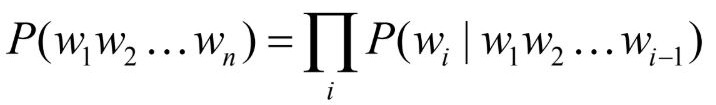 P(w₁w₂ … wₙ) = ∏ᵢ P(wᵢ | w₁w₂ … wᵢ₋₁)